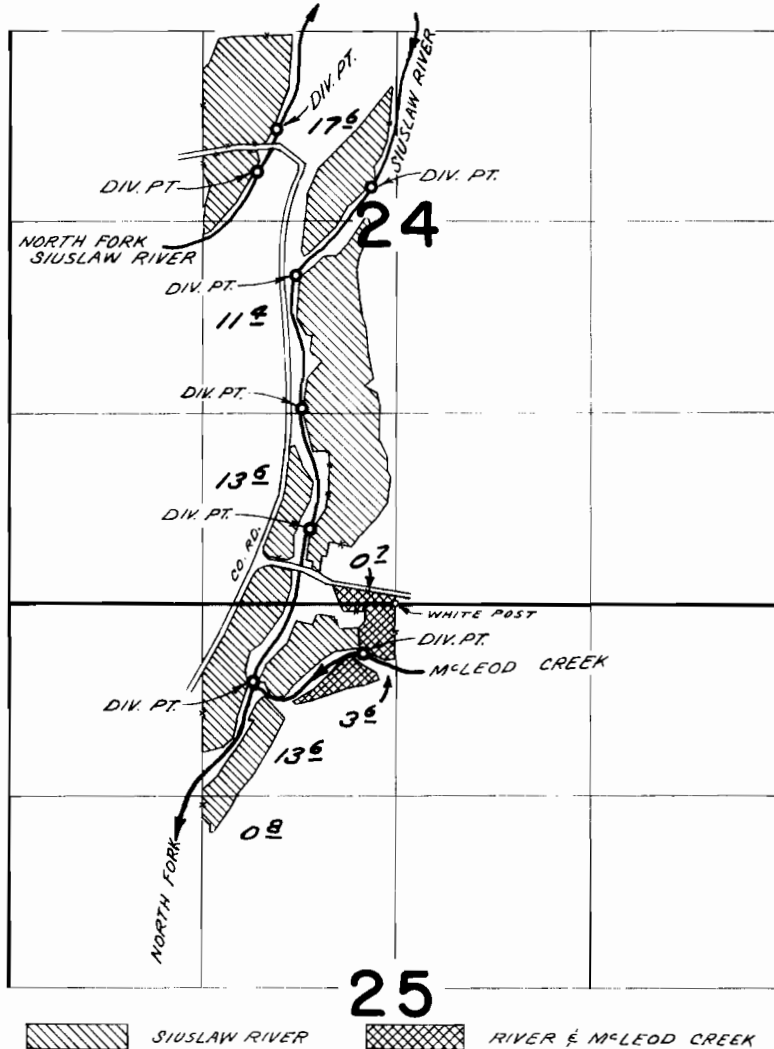 DIV. PT.
SIUSLAW RIVER
17 6
DIV. PT
DIV. PT.
24
NORTH FORK
SIUSLAW RIVER
DIV. PT.
11 4
DIV. PT.
13 6
DIV. PT.
CO. RD.
0 7
WHITE POST
DIV. PT.
McLEOD CREEK
DIV. PT.
3 6
13 6
0 8
NORTH FORK
25
SIUSLAW RIVER
RIVER & McLEOD CREEK